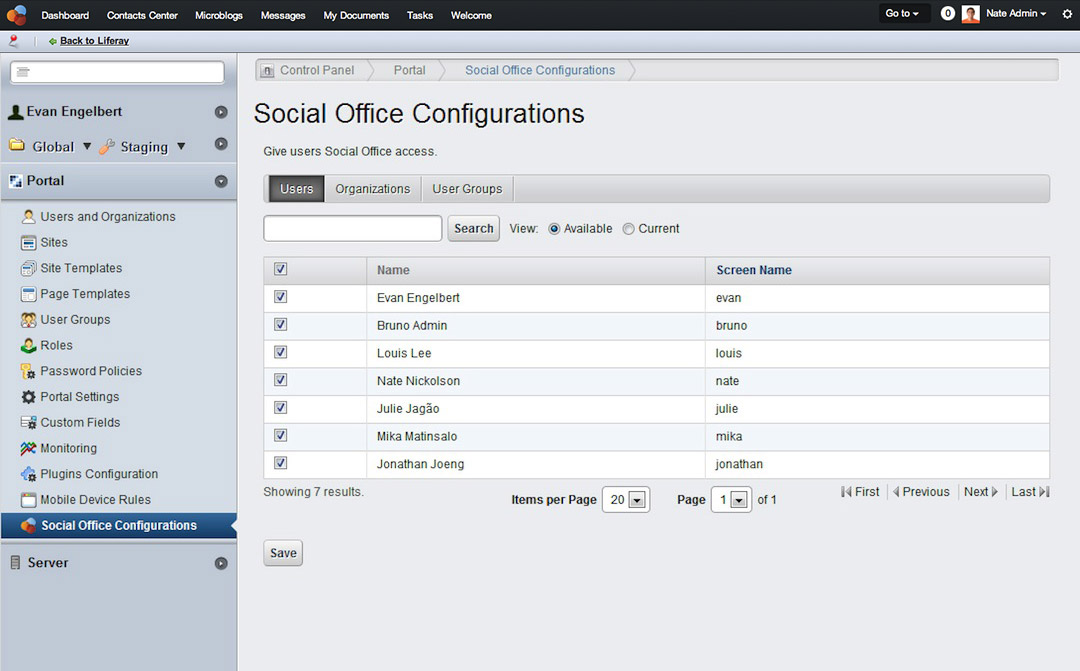 Dashboard Contacts Center Microblogs Messages My Documents Tasks Welcome Go to 0 Nate Admin
Back to Liferay
Control Panel Portal Social Office Configurations
Evan Engelbert
Global Staging
Portal
Users and Organizations
Sites
Site Templates
Page Templates
User Groups
Roles
Password Policies
Portal Settings
Custom Fields
Monitoring
Plugins Configuration
Mobile Device Rules
Social Office Configurations
Server
Social Office Configurations
Give users Social Office access.
Users Organizations User Groups
Search View: Available Current
Name Screen Name
Evan Engelbert evan
Bruno Admin bruno
Louis Lee louis
Nate Nickolson nate
Julie Jagão julie
Mika Matinsalo mika
Jonathan Joeng jonathan
Showing 7 results. Items per Page 20 Page 1 of 1 First Previous Next Last
Save